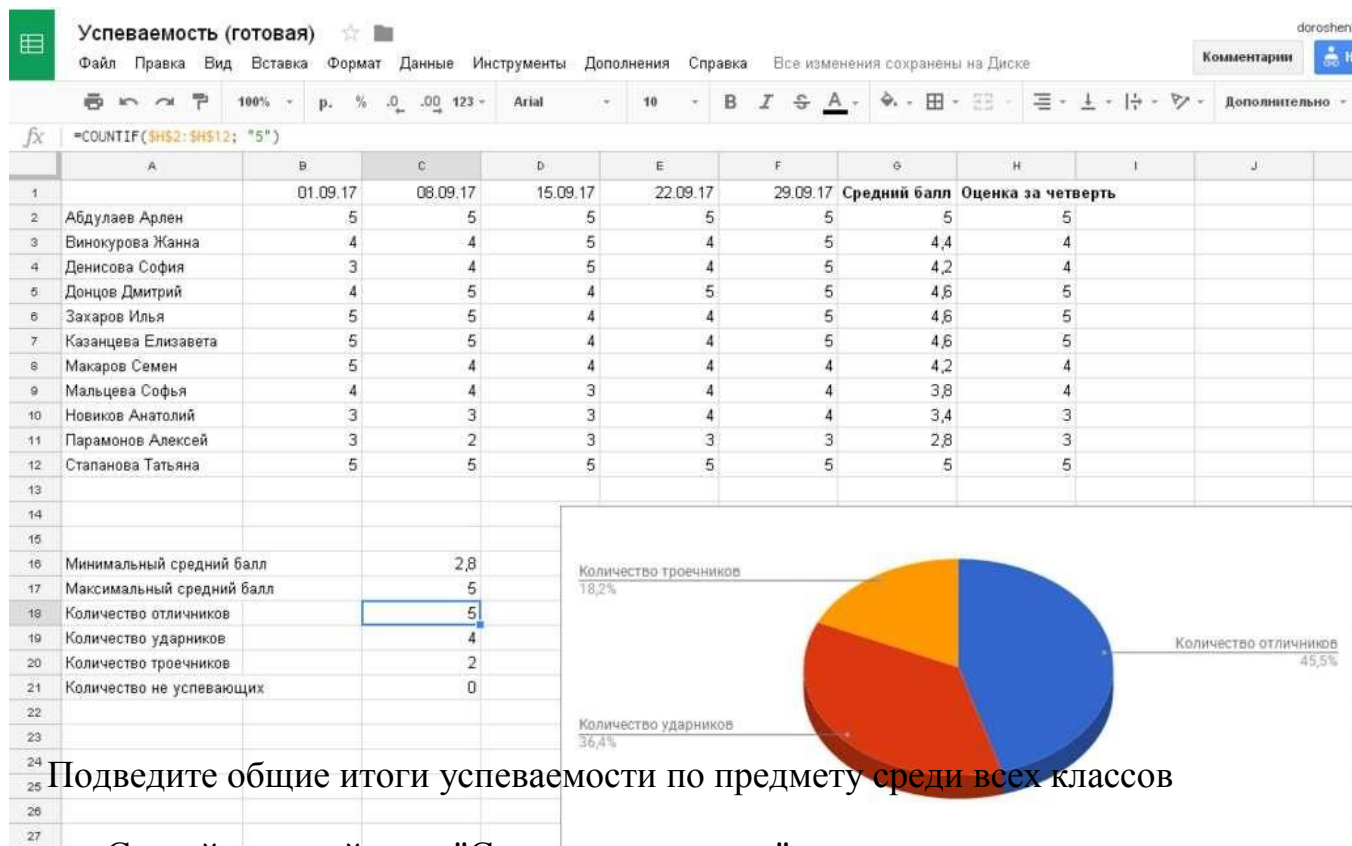 Успеваемость (готовая)
doroshen
Файл Правка Вид Вставка Формат Данные Инструменты Дополнения Справка Все изменения сохранены на Диске
Комментарии
100% р. % .0 .00 123 Arial 10 B I S A Дополнительно
fx =COUNTIF($H$2:$H$12; "5")
A B C D E F G H I J
1 01.09.17 08.09.17 15.09.17 22.09.17 29.09.17 Средний балл Оценка за четверть
2 Абдулаев Арлен 5 5 5 5 5 5 5
3 Винокурова Жанна 4 4 5 4 5 4,4 4
4 Денисова София 3 4 5 4 5 4,2 4
5 Донцов Дмитрий 4 5 4 5 5 4,6 5
6 Захаров Илья 5 5 4 4 5 4,6 5
7 Казанцева Елизавета 5 5 4 4 5 4,6 5
8 Макаров Семен 5 4 4 4 4 4,2 4
9 Мальцева Софья 4 4 3 4 4 3,8 4
10 Новиков Анатолий 3 3 3 4 4 3,4 3
11 Парамонов Алексей 3 2 3 3 3 2,8 3
12 Стапанова Татьяна 5 5 5 5 5 5 5
13
14
15
16 Минимальный средний балл 2,8
17 Максимальный средний балл 5
18 Количество отличников 5
19 Количество ударников 4
20 Количество троечников 2
21 Количество не успевающих 0
22
23
24
25
26
27
Количество троечников
18,2%
Количество отличников
45,5%
Количество ударников
36,4%
Подведите общие итоги успеваемости по предмету среди всех классов